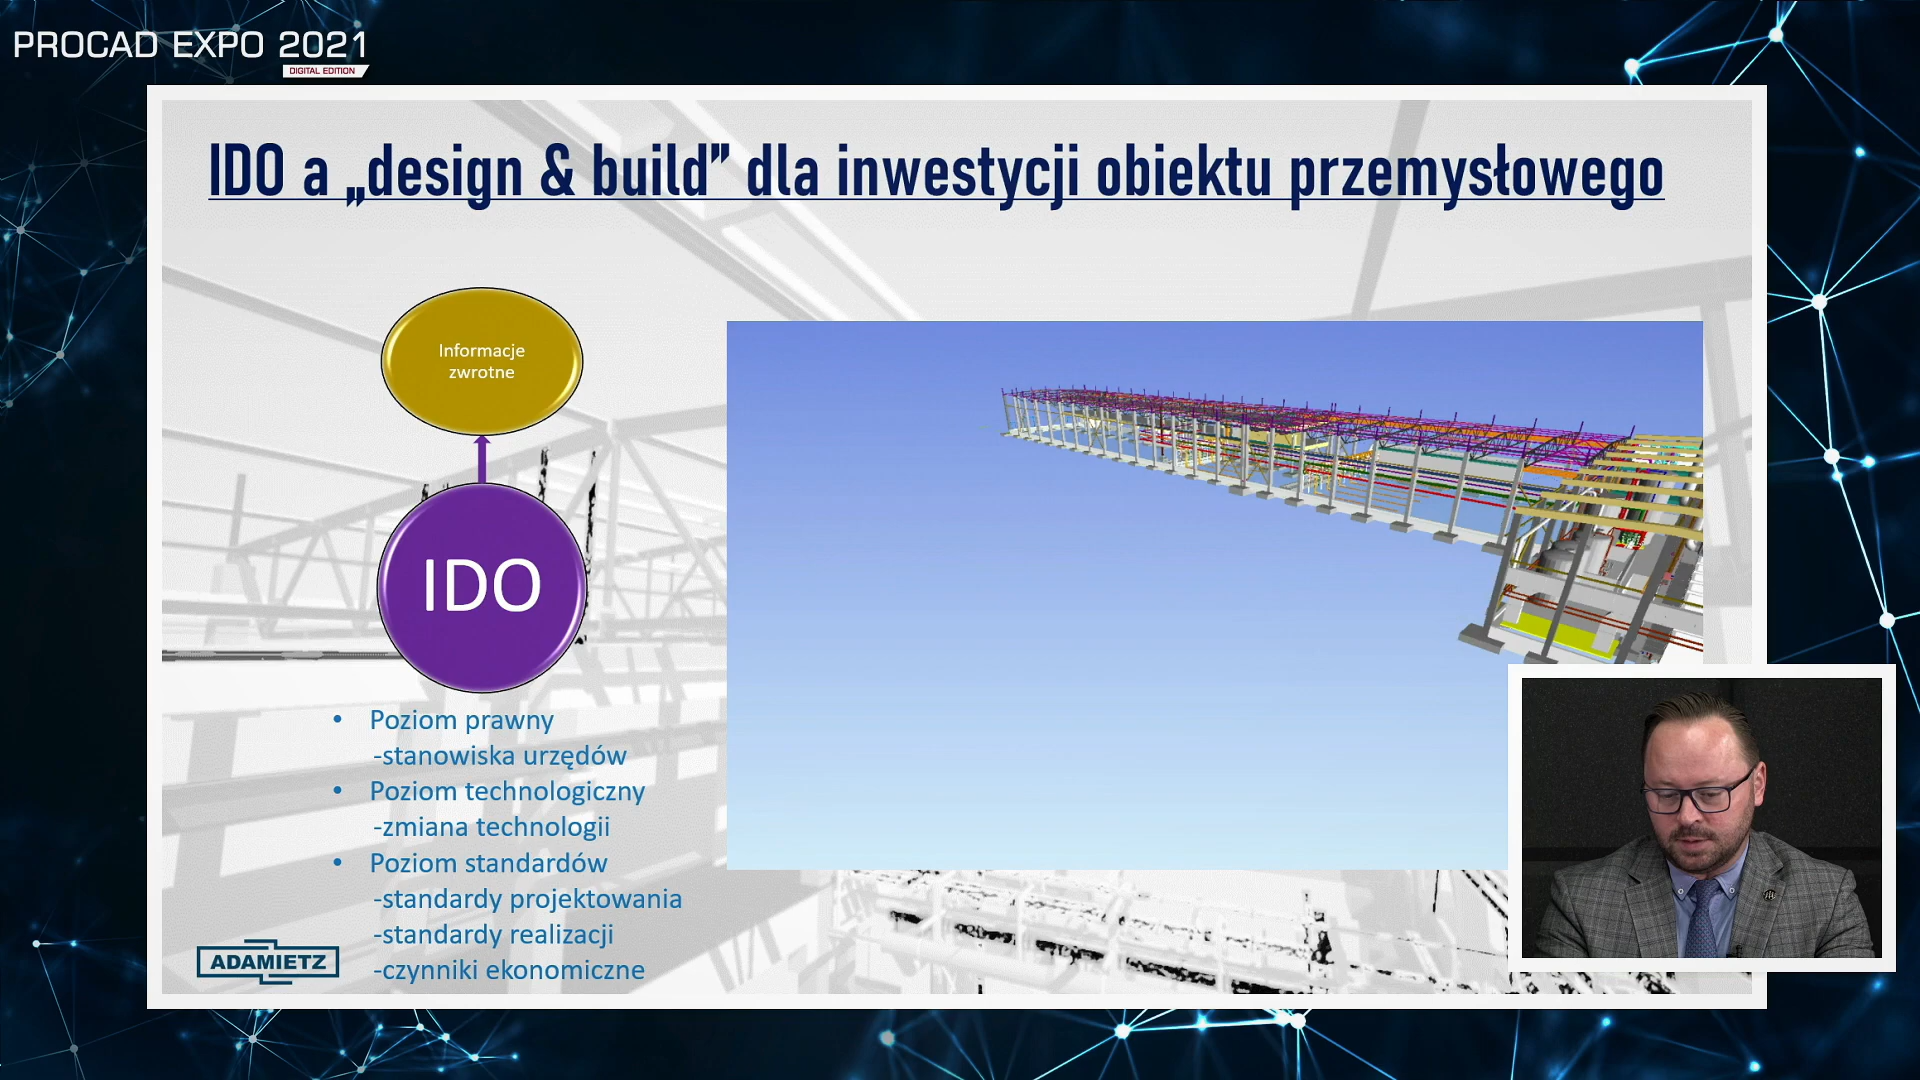 PROCAD EXPO 2021
DIGITAL EDITION
IDO a „design & build” dla inwestycji obiektu przemysłowego
Informacje
zwrotne
IDO
• Poziom prawny
-stanowiska urzędów
• Poziom technologiczny
-zmiana technologii
• Poziom standardów
-standardy projektowania
-standardy realizacji
-czynniki ekonomiczne
ADAMIETZ